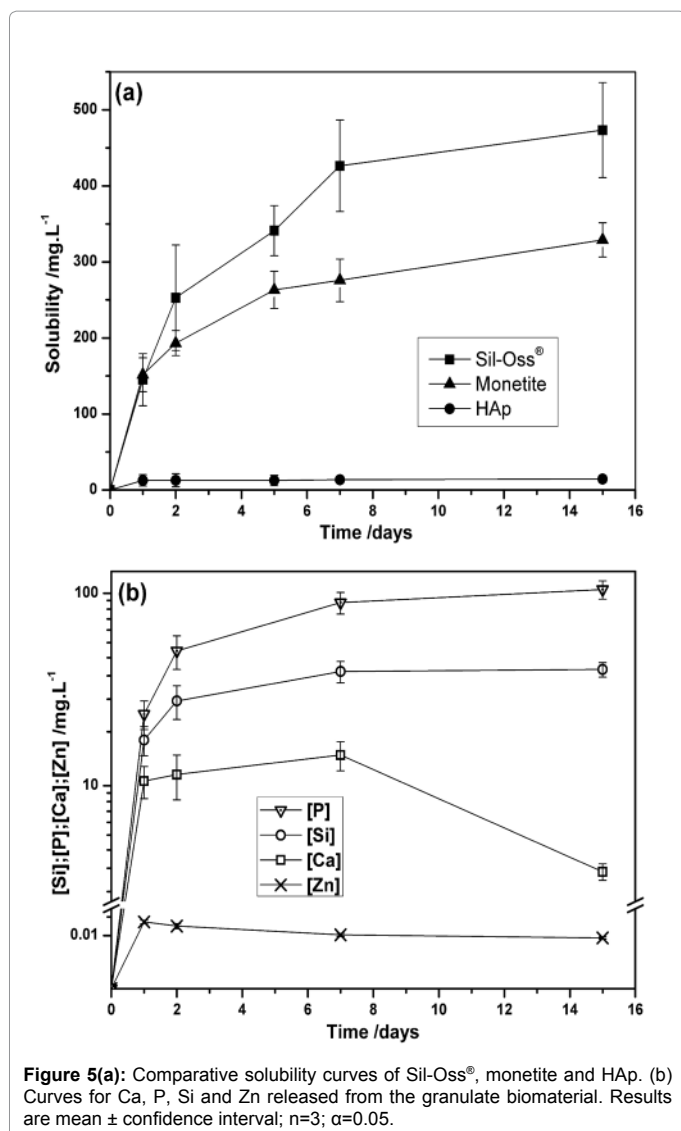 (a)
500
400
300
200
100
0
Solubility /mg.L⁻¹
Sil-Oss®
Monetite
HAp
0 2 4 6 8 10 12 14 16
Time /days
(b)
100
10
0.01
[Si];[P];[Ca];[Zn] /mg.L⁻¹
[P]
[Si]
[Ca]
[Zn]
0 2 4 6 8 10 12 14 16
Time /days
Figure 5(a): Comparative solubility curves of Sil-Oss®, monetite and HAp. (b)
Curves for Ca, P, Si and Zn released from the granulate biomaterial. Results
are mean ± confidence interval; n=3; α=0.05.